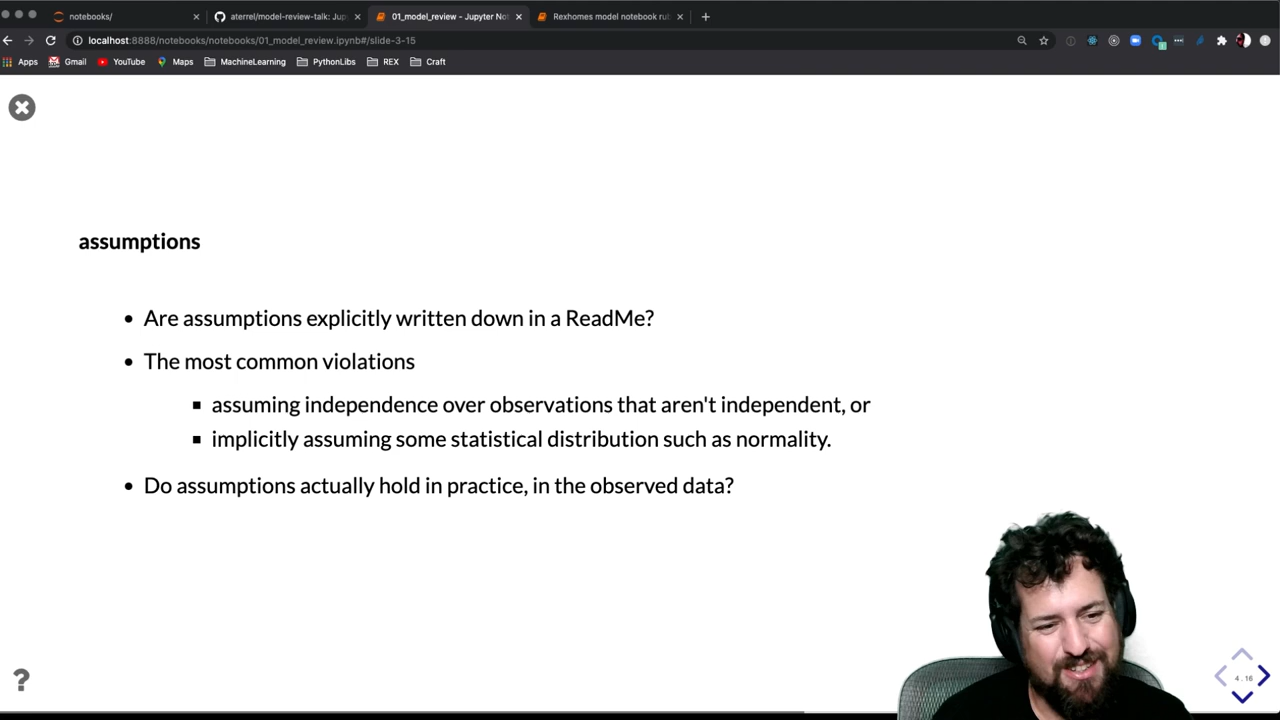 notebooks/
aterrel/model-review-talk: Jup
01_model_review - Jupyter No
Rexhomes model notebook rub
localhost:8888/notebooks/notebooks/01_model_review.ipynb#/slide-3-15
Apps
Gmail
YouTube
Maps
MachineLearning
PythonLibs
REX
Craft
assumptions
Are assumptions explicitly written down in a ReadMe?
The most common violations
assuming independence over observations that aren't independent, or
implicitly assuming some statistical distribution such as normality.
Do assumptions actually hold in practice, in the observed data?
?
4.16